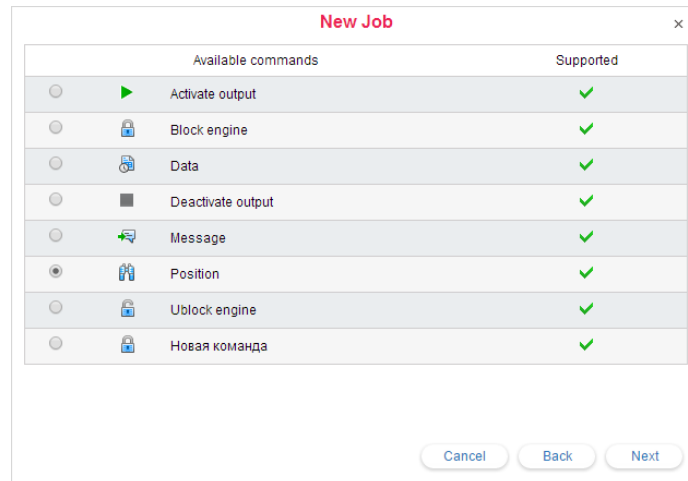 New Job
Available commands Supported
Activate output
Block engine
Data
Deactivate output
Message
Position
Ublock engine
Новая команда
Cancel Back Next